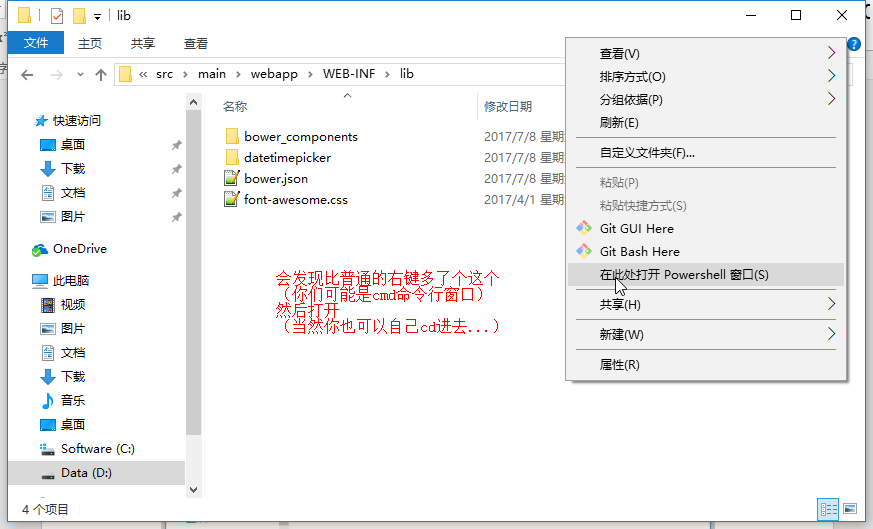 lib
文件 主页 共享 查看
« src › main › webapp › WEB-INF › lib
名称 修改日期
快速访问
桌面
下载
文档
图片
OneDrive
此电脑
视频
图片
文档
下载
音乐
桌面
Software (C:)
Data (D:)
bower_components 2017/7/8 星期
datetimepicker 2017/7/8 星期
bower.json 2017/7/8 星期
font-awesome.css 2017/4/1 星期
会发现比普通的右键多了个这个
（你们可能是cmd命令行窗口）
然后打开
（当然你也可以自己cd进去...）
查看(V)
排序方式(O)
分组依据(P)
刷新(E)
自定义文件夹(F)...
粘贴(P)
粘贴快捷方式(S)
Git GUI Here
Git Bash Here
在此处打开 Powershell 窗口(S)
共享(H)
新建(W)
属性(R)
4 个项目